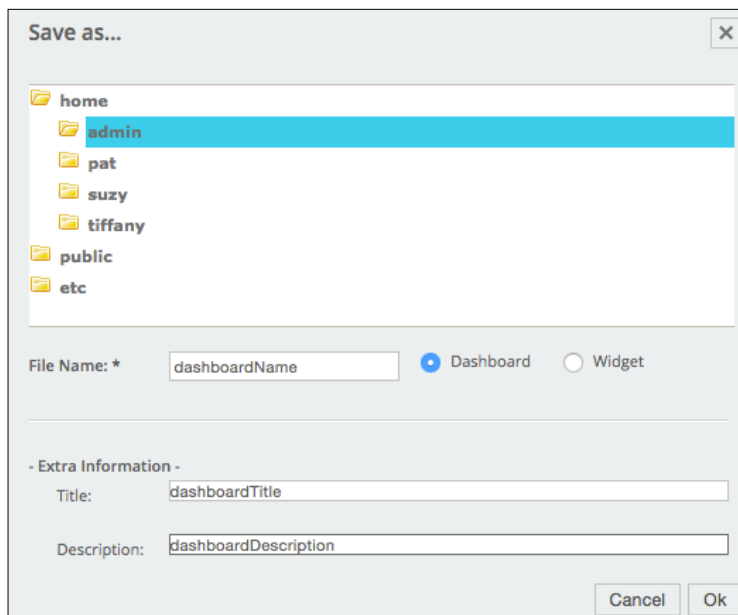 Save as...
home
admin
pat
suzy
tiffany
public
etc
File Name: * dashboardName Dashboard Widget
- Extra Information -
Title: dashboardTitle
Description: dashboardDescription
Cancel Ok